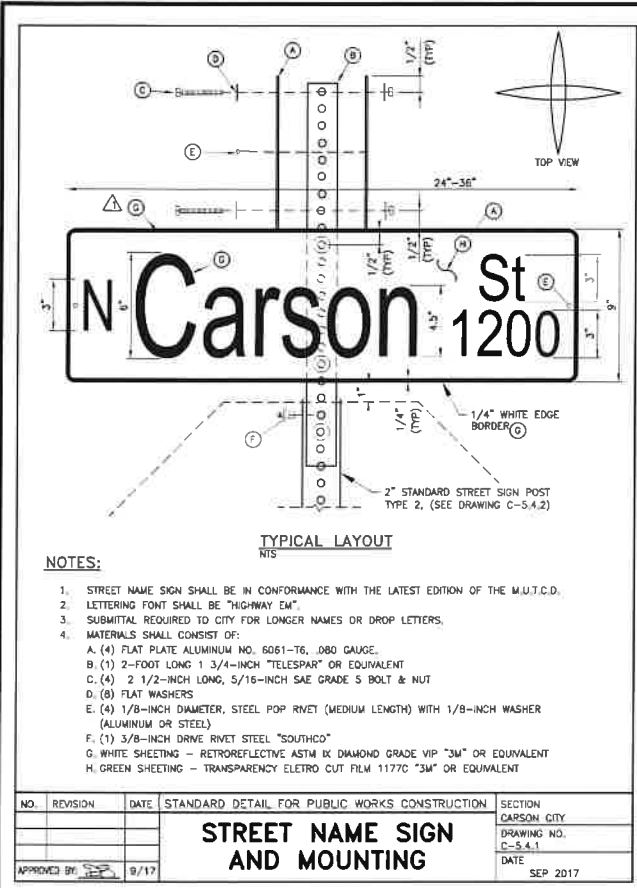 D
A
B
1/2"
(TYP)
C
E
TOP VIEW
24"-36"
1
G
A
1/2"
(TYP)
H
1/2"
(TYP)
G
E
N Carson St
1200
3"
6"
4.5"
3"
3"
9"
1"
1/4"
(TYP)
F
1/4" WHITE EDGE
BORDER G
2" STANDARD STREET SIGN POST
TYPE 2, (SEE DRAWING C-5.4.2)
TYPICAL LAYOUT
NTS
NOTES:
1. STREET NAME SIGN SHALL BE IN CONFORMANCE WITH THE LATEST EDITION OF THE M.U.T.C.D.
2. LETTERING FONT SHALL BE "HIGHWAY EM".
3. SUBMITTAL REQUIRED TO CITY FOR LONGER NAMES OR DROP LETTERS.
4. MATERIALS SHALL CONSIST OF:
A. (4) FLAT PLATE ALUMINUM NO. 6061-T6, .080 GAUGE.
B. (1) 2-FOOT LONG 1 3/4-INCH "TELESPAR" OR EQUIVALENT
C. (4) 2 1/2-INCH LONG, 5/16-INCH SAE GRADE 5 BOLT & NUT
D. (8) FLAT WASHERS
E. (4) 1/8-INCH DIAMETER, STEEL POP RIVET (MEDIUM LENGTH) WITH 1/8-INCH WASHER
(ALUMINUM OR STEEL)
F. (1) 3/8-INCH DRIVE RIVET STEEL "SOUTHCO"
G. WHITE SHEETING - RETROREFLECTIVE ASTM IX DIAMOND GRADE VIP "3M" OR EQUIVALENT
H. GREEN SHEETING - TRANSPARENCY ELETRO CUT FILM 1177C "3M" OR EQUIVALENT
NO. REVISION DATE STANDARD DETAIL FOR PUBLIC WORKS CONSTRUCTION
SECTION
CARSON CITY
STREET NAME SIGN
AND MOUNTING
DRAWING NO.
C-5.4.1
APPROVED BY: 9/17
DATE
SEP 2017